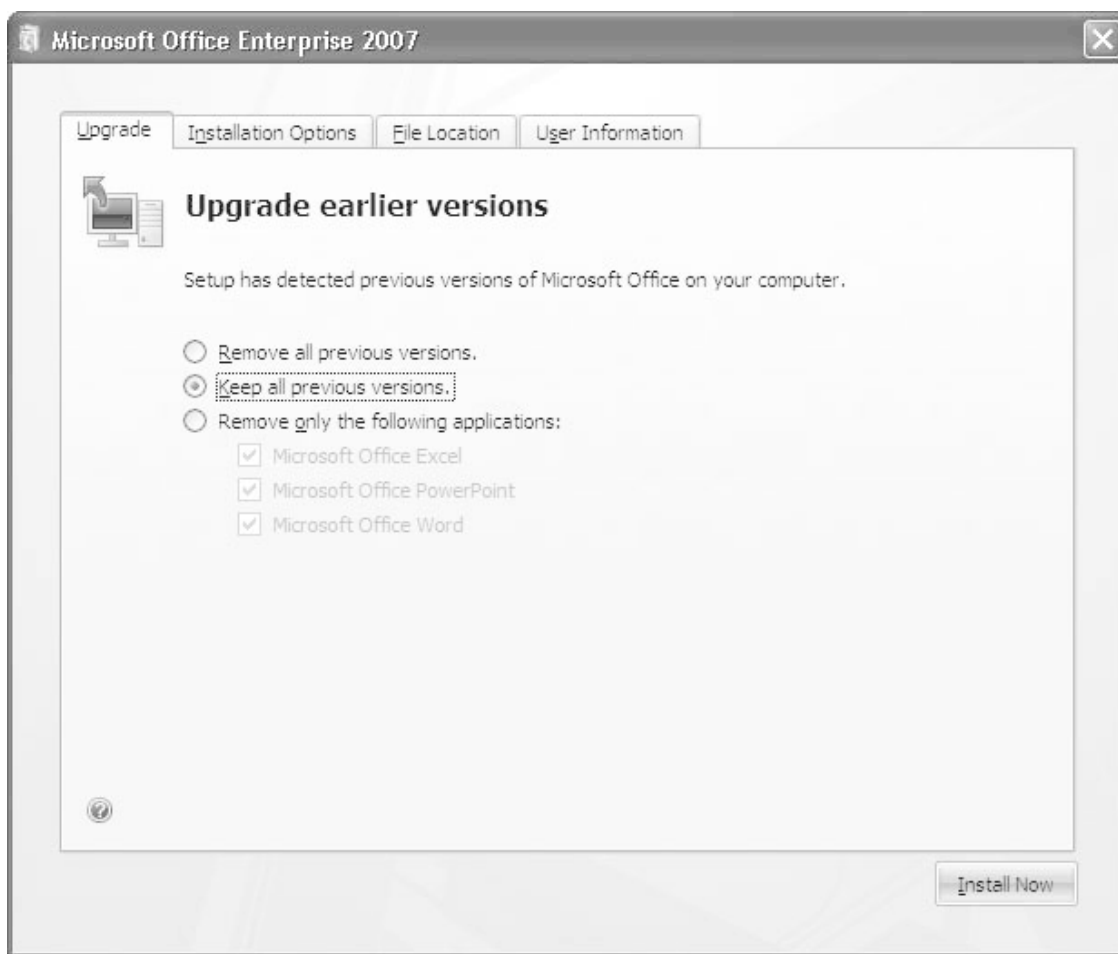 Microsoft Office Enterprise 2007
Upgrade Installation Options File Location User Information
Upgrade earlier versions
Setup has detected previous versions of Microsoft Office on your computer.
Remove all previous versions.
Keep all previous versions.
Remove only the following applications:
Microsoft Office Excel
Microsoft Office PowerPoint
Microsoft Office Word
Install Now